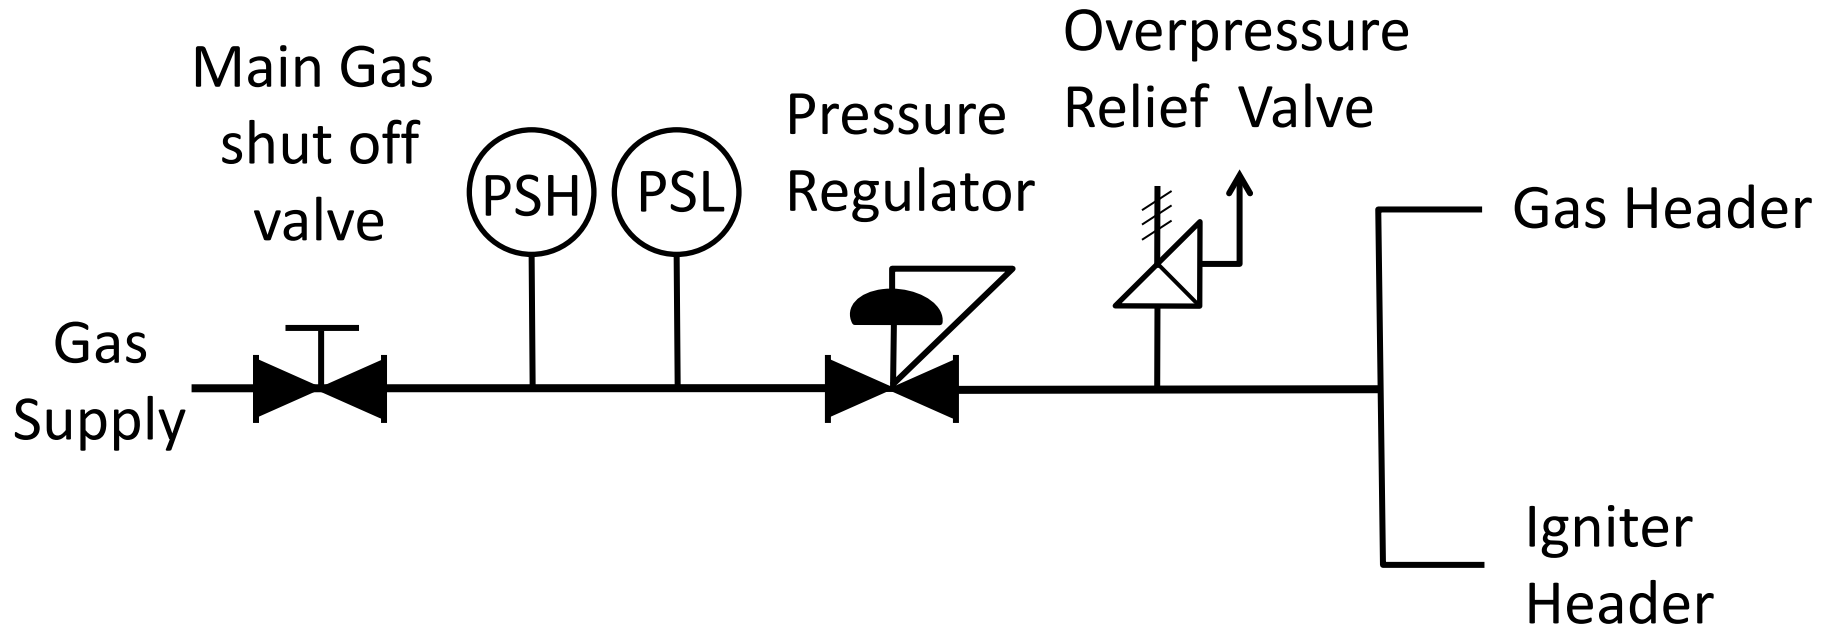 Main Gas
shut off
valve
PSH
PSL
Pressure
Regulator
Overpressure
Relief Valve
Gas Header
Gas
Supply
Igniter
Header